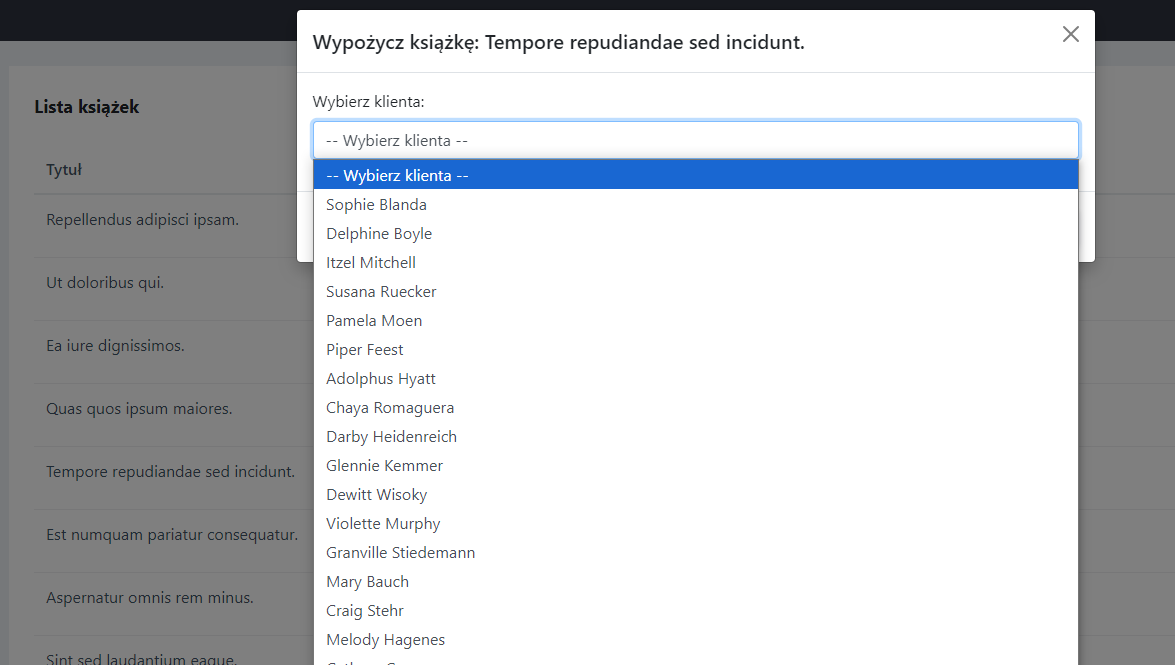 Wypożycz książkę: Tempore repudiandae sed incidunt.
Wybierz klienta:
-- Wybierz klienta --
-- Wybierz klienta --
Sophie Blanda
Delphine Boyle
Itzel Mitchell
Susana Ruecker
Pamela Moen
Piper Feest
Adolphus Hyatt
Chaya Romaguera
Darby Heidenreich
Glennie Kemmer
Dewitt Wisoky
Violette Murphy
Granville Stiedemann
Mary Bauch
Craig Stehr
Melody Hagenes
Lista książek
Tytuł
Repellendus adipisci ipsam.
Ut doloribus qui.
Ea iure dignissimos.
Quas quos ipsum maiores.
Tempore repudiandae sed incidunt.
Est numquam pariatur consequatur.
Aspernatur omnis rem minus.
Sint sed laudantium eaque.